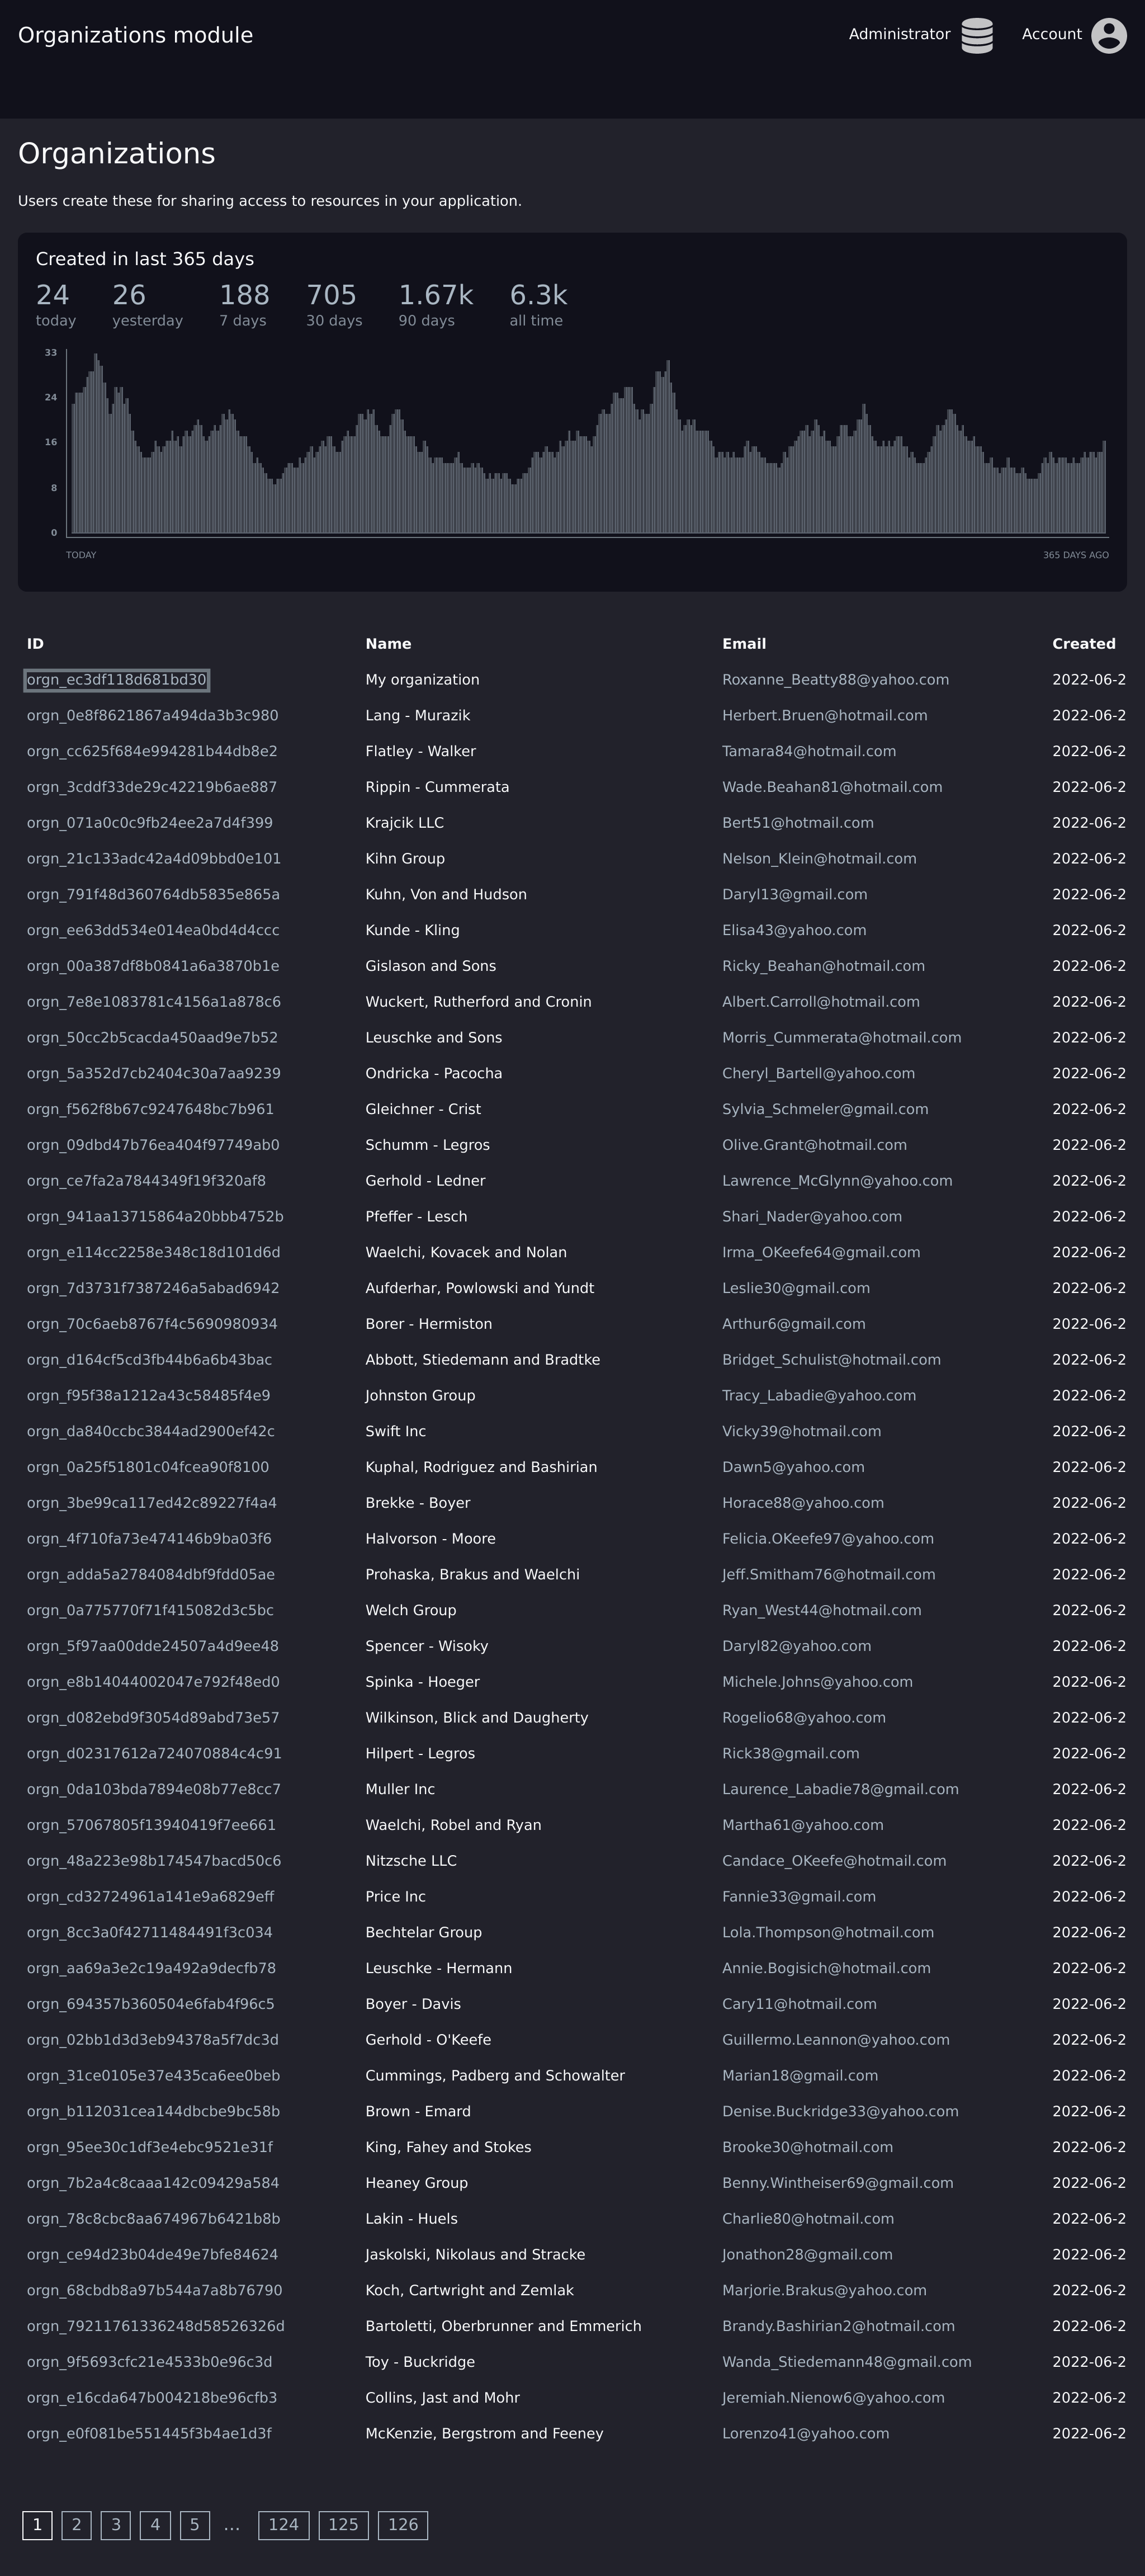 Organizations module
Administrator Account
Organizations
Users create these for sharing access to resources in your application.
Created in last 365 days
24 26 188 705 1.67k 6.3k
today yesterday 7 days 30 days 90 days all time
33
24
16
8
0
TODAY 365 DAYS AGO
ID Name Email Created
orgn_ec3df118d681bd30 My organization Roxanne_Beatty88@yahoo.com 2022-06-2
orgn_0e8f8621867a494da3b3c980 Lang - Murazik Herbert.Bruen@hotmail.com 2022-06-2
orgn_cc625f684e994281b44db8e2 Flatley - Walker Tamara84@hotmail.com 2022-06-2
orgn_3cddf33de29c42219b6ae887 Rippin - Cummerata Wade.Beahan81@hotmail.com 2022-06-2
orgn_071a0c0c9fb24ee2a7d4f399 Krajcik LLC Bert51@hotmail.com 2022-06-2
orgn_21c133adc42a4d09bbd0e101 Kihn Group Nelson_Klein@hotmail.com 2022-06-2
orgn_791f48d360764db5835e865a Kuhn, Von and Hudson Daryl13@gmail.com 2022-06-2
orgn_ee63dd534e014ea0bd4d4ccc Kunde - Kling Elisa43@yahoo.com 2022-06-2
orgn_00a387df8b0841a6a3870b1e Gislason and Sons Ricky_Beahan@hotmail.com 2022-06-2
orgn_7e8e1083781c4156a1a878c6 Wuckert, Rutherford and Cronin Albert.Carroll@hotmail.com 2022-06-2
orgn_50cc2b5cacda450aad9e7b52 Leuschke and Sons Morris_Cummerata@hotmail.com 2022-06-2
orgn_5a352d7cb2404c30a7aa9239 Ondricka - Pacocha Cheryl_Bartell@yahoo.com 2022-06-2
orgn_f562f8b67c9247648bc7b961 Gleichner - Crist Sylvia_Schmeler@gmail.com 2022-06-2
orgn_09dbd47b76ea404f97749ab0 Schumm - Legros Olive.Grant@hotmail.com 2022-06-2
orgn_ce7fa2a7844349f19f320af8 Gerhold - Ledner Lawrence_McGlynn@yahoo.com 2022-06-2
orgn_941aa13715864a20bbb4752b Pfeffer - Lesch Shari_Nader@yahoo.com 2022-06-2
orgn_e114cc2258e348c18d101d6d Waelchi, Kovacek and Nolan Irma_OKeefe64@gmail.com 2022-06-2
orgn_7d3731f7387246a5abad6942 Aufderhar, Powlowski and Yundt Leslie30@gmail.com 2022-06-2
orgn_70c6aeb8767f4c5690980934 Borer - Hermiston Arthur6@gmail.com 2022-06-2
orgn_d164cf5cd3fb44b6a6b43bac Abbott, Stiedemann and Bradtke Bridget_Schulist@hotmail.com 2022-06-2
orgn_f95f38a1212a43c58485f4e9 Johnston Group Tracy_Labadie@yahoo.com 2022-06-2
orgn_da840ccbc3844ad2900ef42c Swift Inc Vicky39@hotmail.com 2022-06-2
orgn_0a25f51801c04fcea90f8100 Kuphal, Rodriguez and Bashirian Dawn5@yahoo.com 2022-06-2
orgn_3be99ca117ed42c89227f4a4 Brekke - Boyer Horace88@yahoo.com 2022-06-2
orgn_4f710fa73e474146b9ba03f6 Halvorson - Moore Felicia.OKeefe97@yahoo.com 2022-06-2
orgn_adda5a2784084dbf9fdd05ae Prohaska, Brakus and Waelchi Jeff.Smitham76@hotmail.com 2022-06-2
orgn_0a775770f71f415082d3c5bc Welch Group Ryan_West44@hotmail.com 2022-06-2
orgn_5f97aa00dde24507a4d9ee48 Spencer - Wisoky Daryl82@yahoo.com 2022-06-2
orgn_e8b14044002047e792f48ed0 Spinka - Hoeger Michele.Johns@yahoo.com 2022-06-2
orgn_d082ebd9f3054d89abd73e57 Wilkinson, Blick and Daugherty Rogelio68@yahoo.com 2022-06-2
orgn_d02317612a724070884c4c91 Hilpert - Legros Rick38@gmail.com 2022-06-2
orgn_0da103bda7894e08b77e8cc7 Muller Inc Laurence_Labadie78@gmail.com 2022-06-2
orgn_57067805f13940419f7ee661 Waelchi, Robel and Ryan Martha61@yahoo.com 2022-06-2
orgn_48a223e98b174547bacd50c6 Nitzsche LLC Candace_OKeefe@hotmail.com 2022-06-2
orgn_cd32724961a141e9a6829eff Price Inc Fannie33@gmail.com 2022-06-2
orgn_8cc3a0f42711484491f3c034 Bechtelar Group Lola.Thompson@hotmail.com 2022-06-2
orgn_aa69a3e2c19a492a9decfb78 Leuschke - Hermann Annie.Bogisich@hotmail.com 2022-06-2
orgn_694357b360504e6fab4f96c5 Boyer - Davis Cary11@hotmail.com 2022-06-2
orgn_02bb1d3d3eb94378a5f7dc3d Gerhold - O'Keefe Guillermo.Leannon@yahoo.com 2022-06-2
orgn_31ce0105e37e435ca6ee0beb Cummings, Padberg and Schowalter Marian18@gmail.com 2022-06-2
orgn_b112031cea144dbcbe9bc58b Brown - Emard Denise.Buckridge33@yahoo.com 2022-06-2
orgn_95ee30c1df3e4ebc9521e31f King, Fahey and Stokes Brooke30@hotmail.com 2022-06-2
orgn_7b2a4c8caaa142c09429a584 Heaney Group Benny.Wintheiser69@gmail.com 2022-06-2
orgn_78c8cbc8aa674967b6421b8b Lakin - Huels Charlie80@hotmail.com 2022-06-2
orgn_ce94d23b04de49e7bfe84624 Jaskolski, Nikolaus and Stracke Jonathon28@gmail.com 2022-06-2
orgn_68cbdb8a97b544a7a8b76790 Koch, Cartwright and Zemlak Marjorie.Brakus@yahoo.com 2022-06-2
orgn_79211761336248d58526326d Bartoletti, Oberbrunner and Emmerich Brandy.Bashirian2@hotmail.com 2022-06-2
orgn_9f5693cfc21e4533b0e96c3d Toy - Buckridge Wanda_Stiedemann48@gmail.com 2022-06-2
orgn_e16cda647b004218be96cfb3 Collins, Jast and Mohr Jeremiah.Nienow6@yahoo.com 2022-06-2
orgn_e0f081be551445f3b4ae1d3f McKenzie, Bergstrom and Feeney Lorenzo41@yahoo.com 2022-06-2
1 2 3 4 5 ... 124 125 126